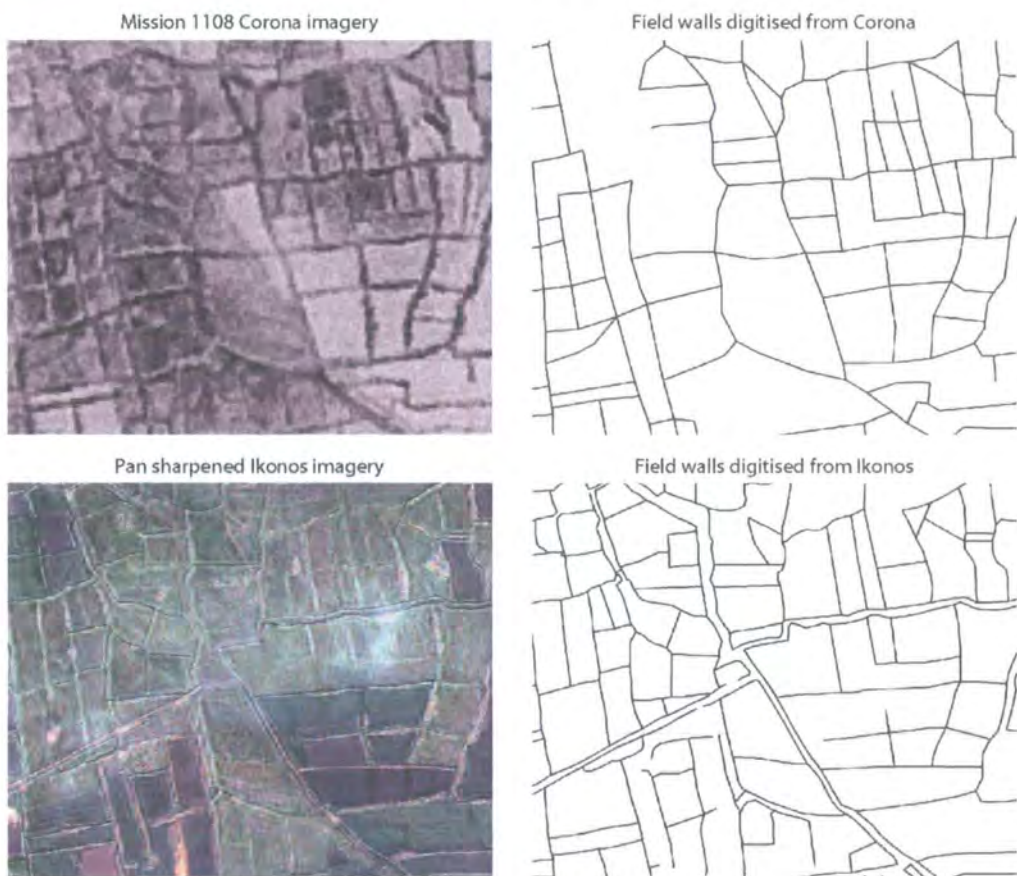 Mission 1108 Corona imagery
Field walls digitised from Corona
Pan sharpened Ikonos imagery
Field walls digitised from Ikonos